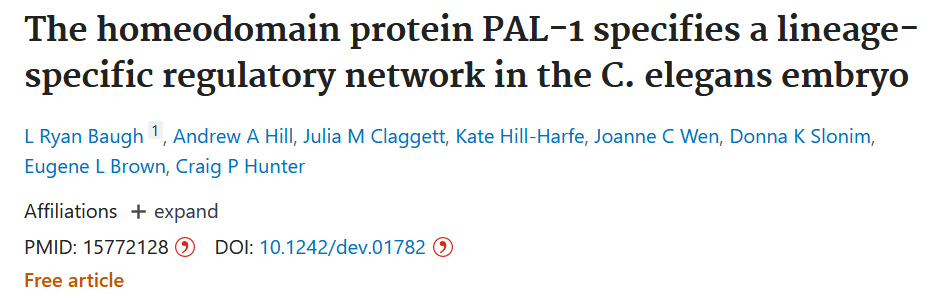 The homeodomain protein PAL-1 specifies a lineage-
specific regulatory network in the C. elegans embryo
L Ryan Baugh 1, Andrew A Hill, Julia M Claggett, Kate Hill-Harfe, Joanne C Wen, Donna K Slonim,
Eugene L Brown, Craig P Hunter
Affiliations + expand
PMID: 15772128 DOI: 10.1242/dev.01782
Free article